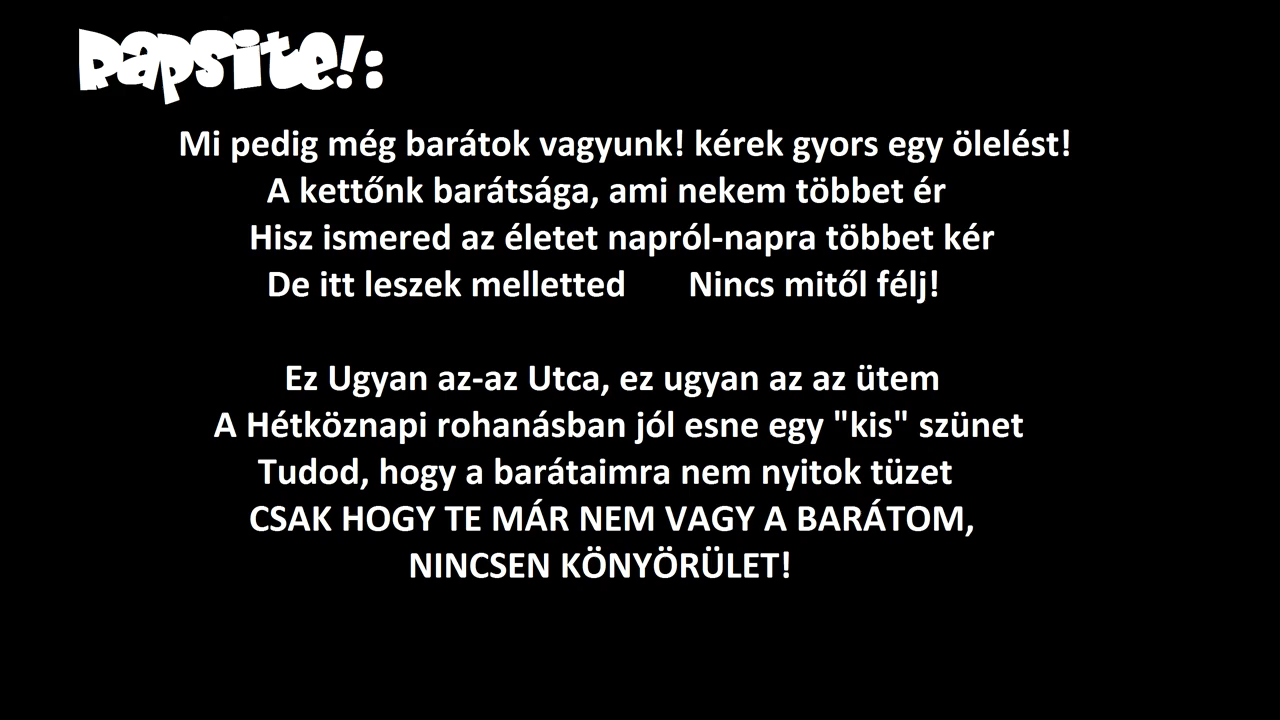 Rapsite!:
Mi pedig még barátok vagyunk! kérek gyors egy ölelést!
A kettőnk barátsága, ami nekem többet ér
Hisz ismered az életet napról-napra többet kér
De itt leszek melletted Nincs mitől félj!
Ez Ugyan az-az Utca, ez ugyan az az ütem
A Hétköznapi rohanásban jól esne egy "kis" szünet
Tudod, hogy a barátaimra nem nyitok tüzet
CSAK HOGY TE MÁR NEM VAGY A BARÁTOM,
NINCSEN KÖNYÖRÜLET!